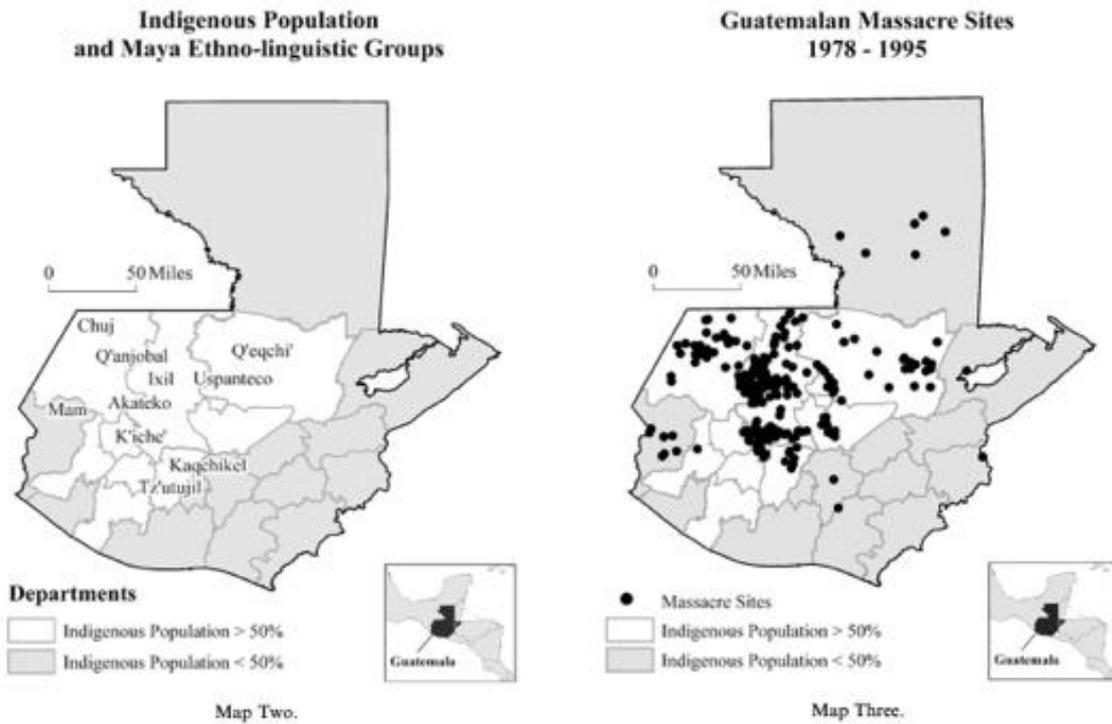 Indigenous Population
and Maya Ethno-linguistic Groups
0 50 Miles
Chuj
Q'anjobal
Q'eqchi'
Ixil
Uspanteco
Mam
Akateko
K'iche'
Kaqchikel
Tz'utujil
Departments
Indigenous Population > 50%
Indigenous Population < 50%
Guatemala
Map Two.
Guatemalan Massacre Sites
1978 - 1995
0 50 Miles
Massacre Sites
Indigenous Population > 50%
Indigenous Population < 50%
Guatemala
Map Three.